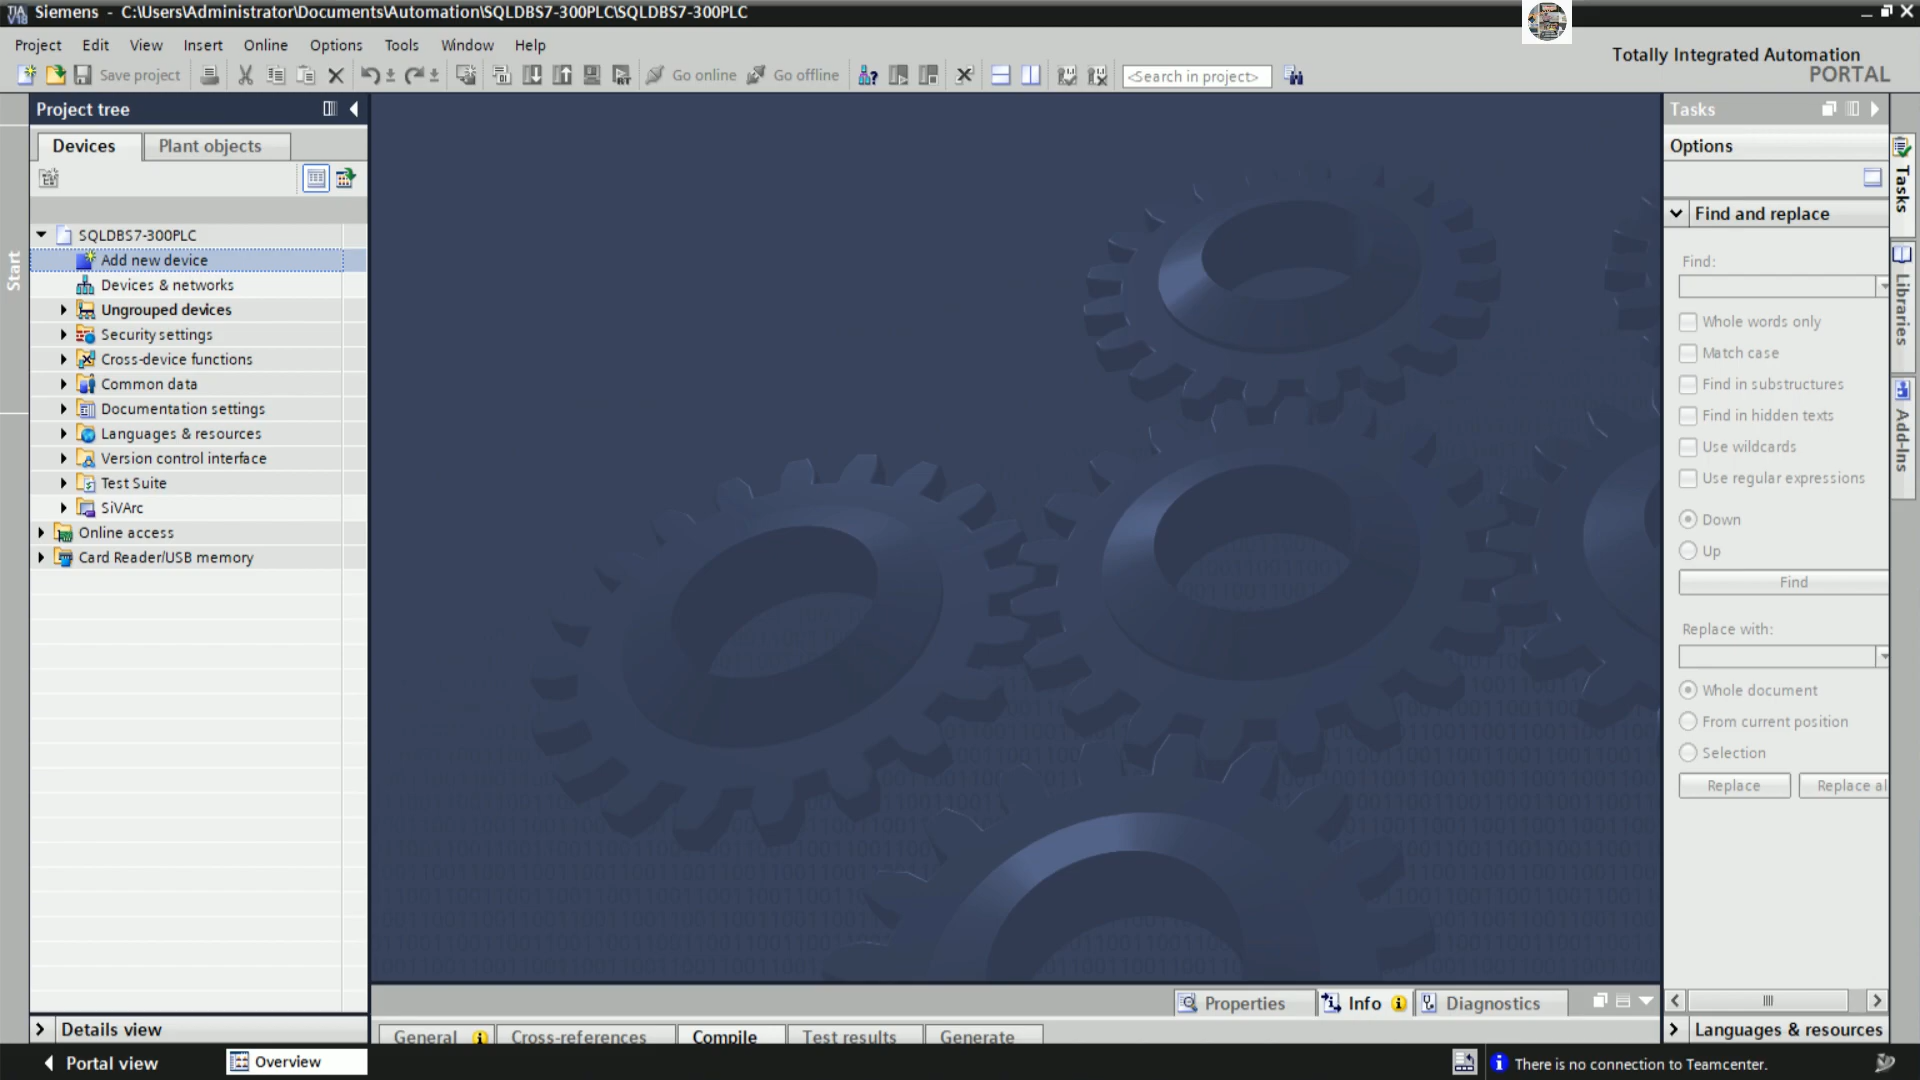 Siemens - C:\Users\Administrator\Documents\Automation\SQLDBS7-300PLC\SQLDBS7-300PLC
Project Edit View Insert Online Options Tools Window Help
Totally Integrated Automation
PORTAL
Save project
Go online
Go offline
<Search in project>
Project tree
Devices
Plant objects
Start
SQLDBS7-300PLC
Add new device
Devices & networks
Ungrouped devices
Security settings
Cross-device functions
Common data
Documentation settings
Languages & resources
Version control interface
Test Suite
SiVArc
Online access
Card Reader/USB memory
Details view
Properties
Info
Diagnostics
General
Cross-references
Compile
Test results
Generate
Tasks
Options
Find and replace
Find:
Whole words only
Match case
Find in substructures
Find in hidden texts
Use wildcards
Use regular expressions
Down
Up
Find
Replace with:
Whole document
From current position
Selection
Replace
Replace al
Languages & resources
Tasks
Libraries
Add-Ins
Portal view
Overview
There is no connection to Teamcenter.